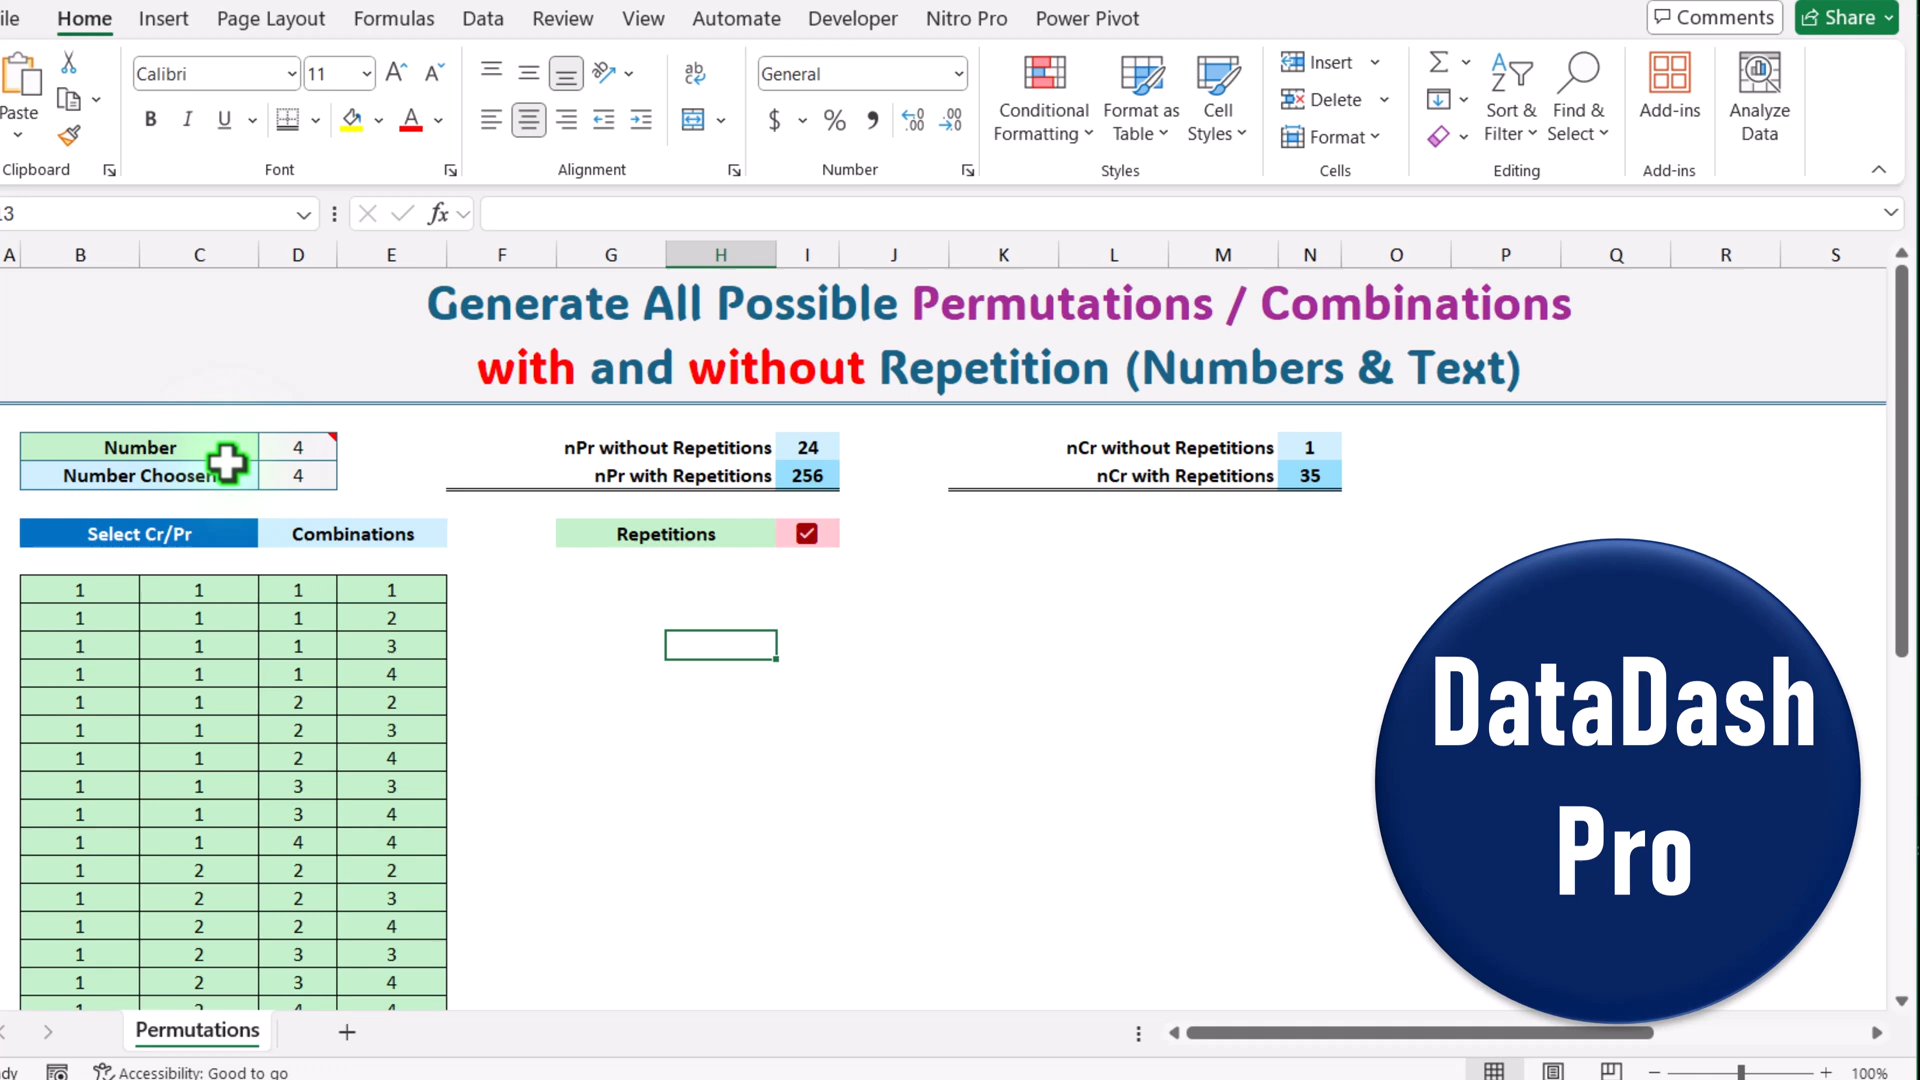 ile Home Insert Page Layout Formulas Data Review View Automate Developer Nitro Pro Power Pivot Comments Share
Paste
Calibri 11
General
Conditional Formatting
Format as Table
Cell Styles
Insert
Delete
Format
Sort & Filter
Find & Select
Add-ins
Analyze Data
Clipboard Font Alignment Number Styles Cells Editing Add-ins
13 fx
A B C D E F G H I J K L M N O P Q R S
Generate All Possible Permutations / Combinations
with and without Repetition (Numbers & Text)
Number 4 nPr without Repetitions 24 nCr without Repetitions 1
Number Choosen 4 nPr with Repetitions 256 nCr with Repetitions 35
Select Cr/Pr Combinations Repetitions
1 1 1 1
1 1 1 2
1 1 1 3
1 1 1 4
1 1 2 2
1 1 2 3
1 1 2 4
1 1 3 3
1 1 3 4
1 1 4 4
1 2 2 2
1 2 2 3
1 2 2 4
1 2 3 3
1 2 3 4
1 2 4 4
DataDash
Pro
Permutations
dy Accessibility: Good to go 100%